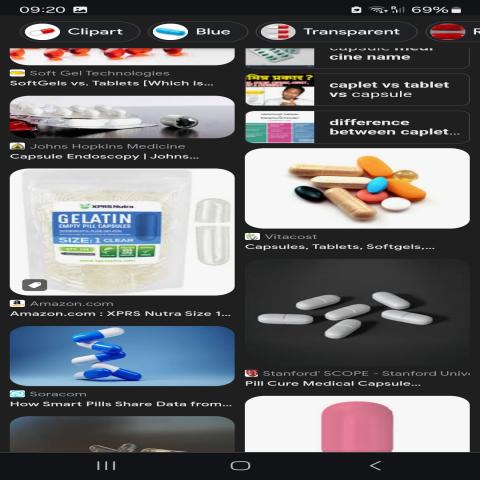 09:20
69%
Clipart
Blue
Transparent
Soft Gel Technologies
SoftGels vs. Tablets [Which is...
Johns Hopkins Medicine
Capsule Endoscopy | Johns...
XPRS Nutra
GELATIN
EMPTY PILL CAPSULES
SIZE: 1 CLEAR
Amazon.com
Amazon.com : XPRS Nutra Size 1...
Soracom
How Smart Pills Share Data from...
capsule medi
cine name
भिन्न प्रकार ?
caplet vs tablet
vs capsule
difference
between caplet...
Vitacost
Capsules, Tablets, Softgels,...
Stanford' SCOPE - Stanford Univ
Pill Cure Medical Capsule...